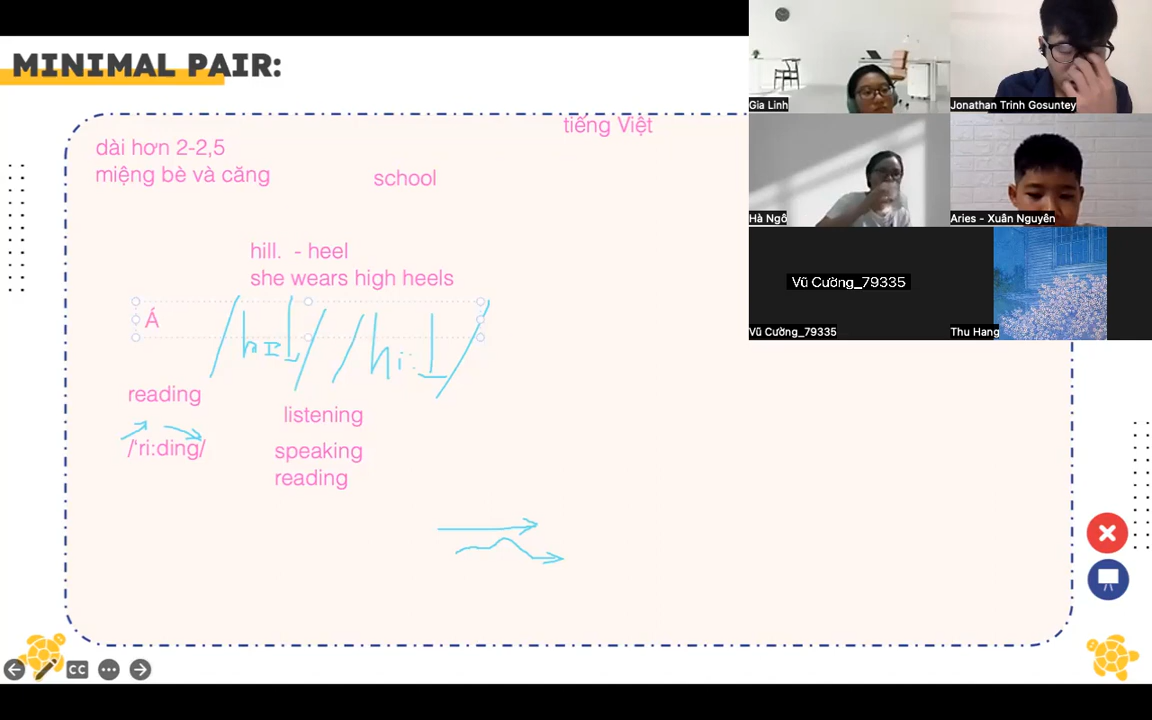 MINIMAL PAIR:
tiếng Việt
dài hơn 2-2,5
miệng bè và căng
school
hill. - heel
she wears high heels
Á
/hɪl/ /hi:l/
reading
listening
/‘ri:ding/
speaking
reading
Gia Linh
Jonathan Trinh Gosuntey
Hà Ngô
Aries - Xuân Nguyên
Vũ Cường_79335
Vũ Cường_79335
Thu Hang
CC